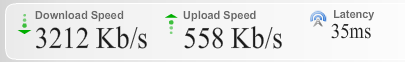 Download Speed
3212 Kb/s
Upload Speed
558 Kb/s
Latency
35ms